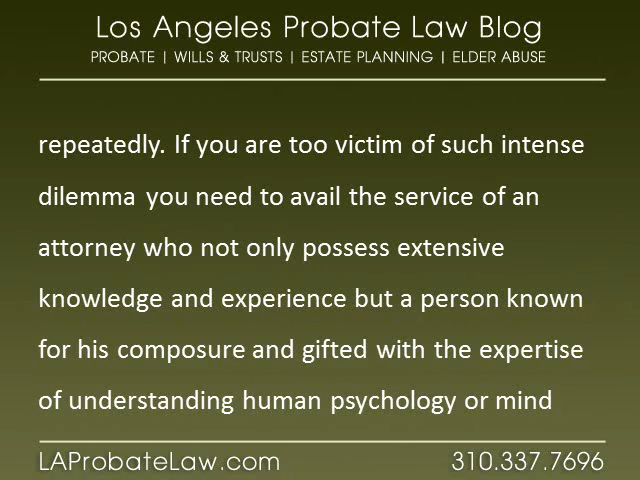 Los Angeles Probate Law Blog
PROBATE | WILLS & TRUSTS | ESTATE PLANNING | ELDER ABUSE
repeatedly. If you are too victim of such intense
dilemma you need to avail the service of an
attorney who not only possess extensive
knowledge and experience but a person known
for his composure and gifted with the expertise
of understanding human psychology or mind
LAProbateLaw.com 310.337.7696